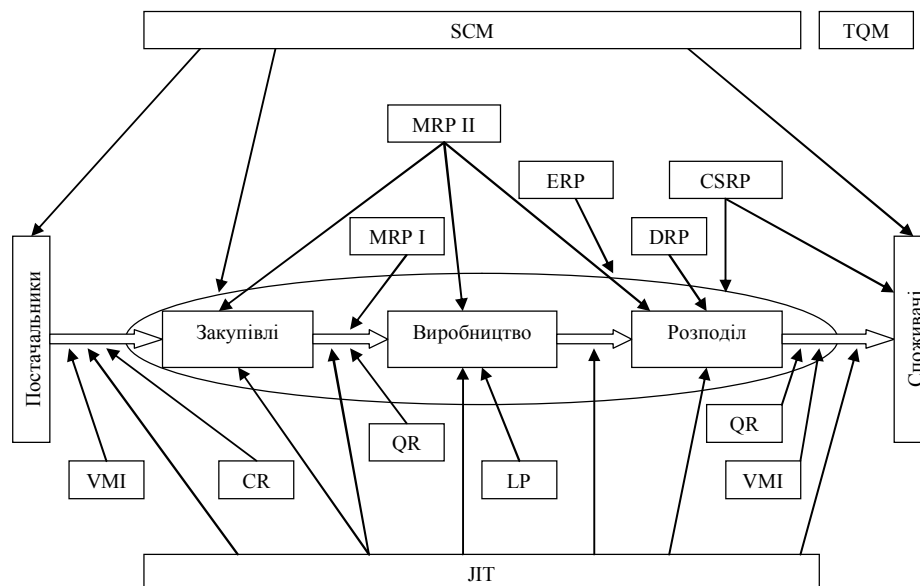 SCM
TQM
MRP II
ERP
CSRP
MRP I
DRP
Постачальники
Закупівлі
Виробництво
Розподіл
Споживачі
QR
QR
VMI
CR
LP
VMI
JIT